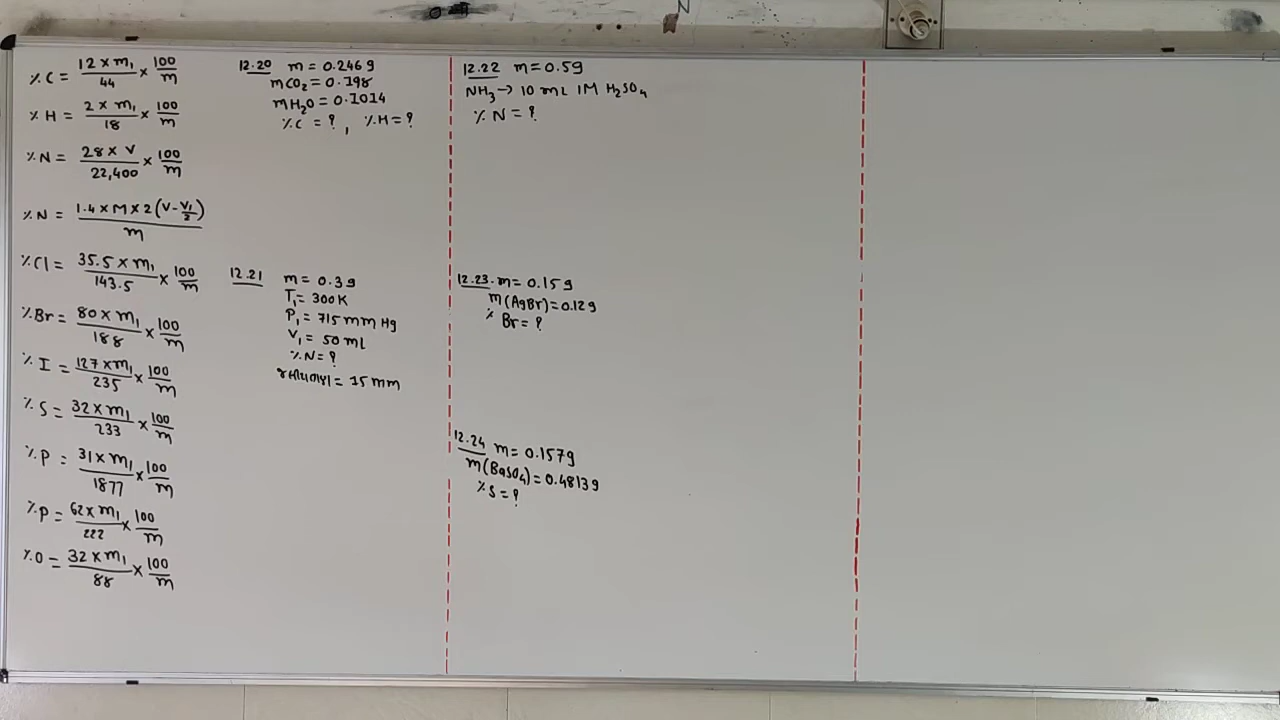 % C = 12 × m₁/44 × 100/m
% H = 2 × m₁/18 × 100/m
% N = 28 × V/22,400 × 100/m
% N = 1.4 × M × 2(V - V₁/2)/m
% Cl = 35.5 × m₁/143.5 × 100/m
% Br = 80 × m₁/188 × 100/m
% I = 127 × m₁/235 × 100/m
% S = 32 × m₁/233 × 100/m
% P = 31 × m₁/1877 × 100/m
% P = 62 × m₁/222 × 100/m
% O = 32 × m₁/88 × 100/m
12.20 m = 0.246 g
mCO₂ = 0.198
mH₂O = 0.1014
% C = ?, % H = ?
12.21 m = 0.3 g
T₁ = 300 K
P₁ = 715 mm Hg
V₁ = 50 mL
% N = ?
= 15 mm
12.22 m = 0.5 g
NH₃ → 10 mL 1M H₂SO₄
% N = ?
12.23. m = 0.15 g
m(AgBr) = 0.12 g
% Br = ?
12.24 m = 0.157 g
m(BaSO₄) = 0.4813 g
% S = ?